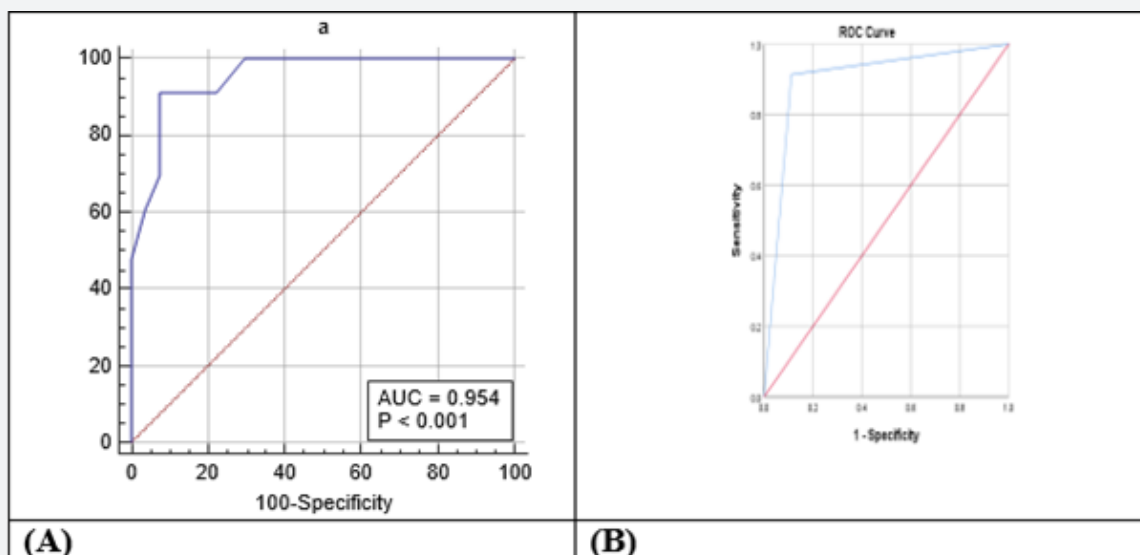 a
100
80
60
40
20
0
AUC = 0.954
P < 0.001
0 20 40 60 80 100
100-Specificity
(A)
ROC Curve
1.0
0.8
0.6
0.4
0.2
0.0
Sensitivity
0.0 0.2 0.4 0.6 0.8 1.0
1 - Specificity
(B)